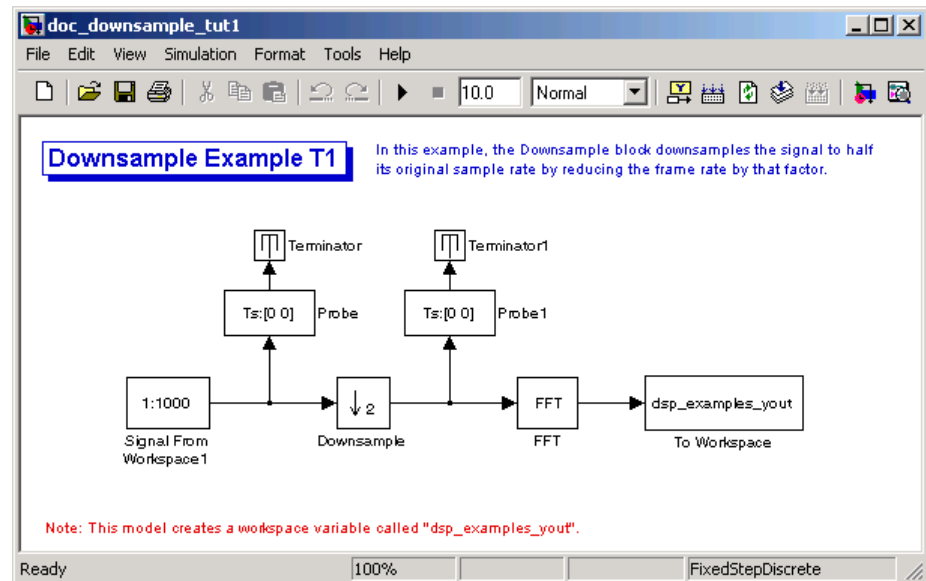 doc_downsample_tut1
File Edit View Simulation Format Tools Help
10.0 Normal
Downsample Example T1
In this example, the Downsample block downsamples the signal to half
its original sample rate by reducing the frame rate by that factor.
Terminator
Terminator1
Ts:[0 0]
Probe
Ts:[0 0]
Probe1
1:1000
2
FFT
dsp_examples_yout
Signal From
Workspace1
Downsample
FFT
To Workspace
Note: This model creates a workspace variable called "dsp_examples_yout".
Ready
100%
FixedStepDiscrete